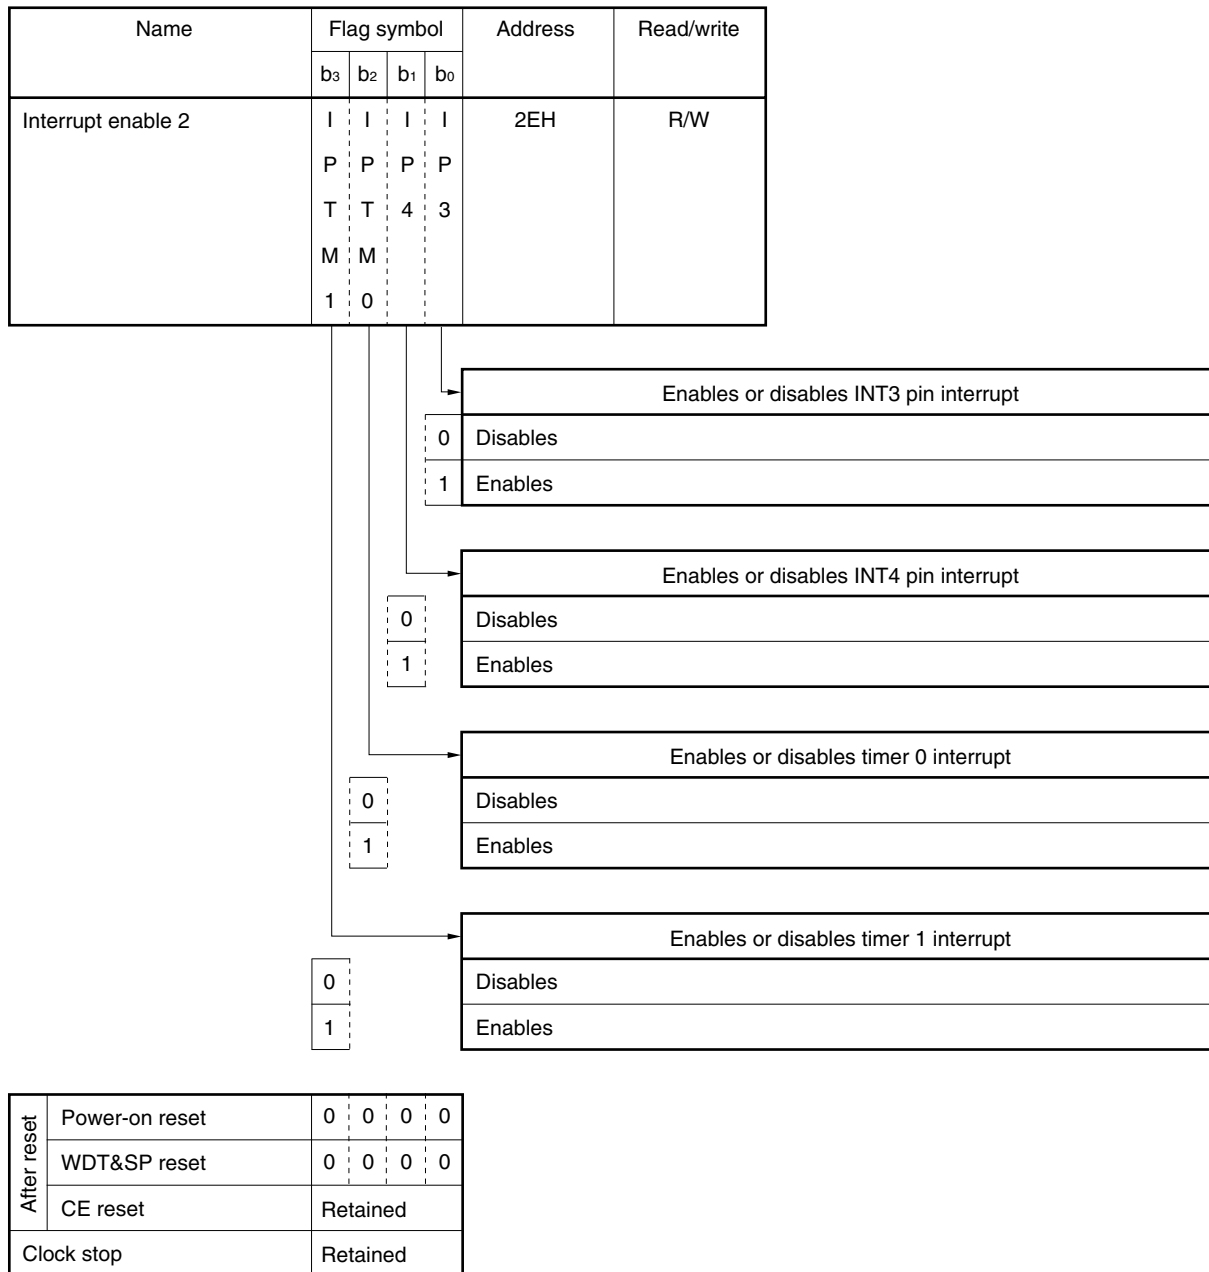 Name Flag symbol Address Read/write
b3 b2 b1 b0
Interrupt enable 2 I I I I 2EH R/W
P P P P
T T 4 3
M M
1 0
Enables or disables INT3 pin interrupt
0 Disables
1 Enables
Enables or disables INT4 pin interrupt
0 Disables
1 Enables
Enables or disables timer 0 interrupt
0 Disables
1 Enables
Enables or disables timer 1 interrupt
0 Disables
1 Enables
After reset
Power-on reset 0 0 0 0
WDT&SP reset 0 0 0 0
CE reset Retained
Clock stop Retained